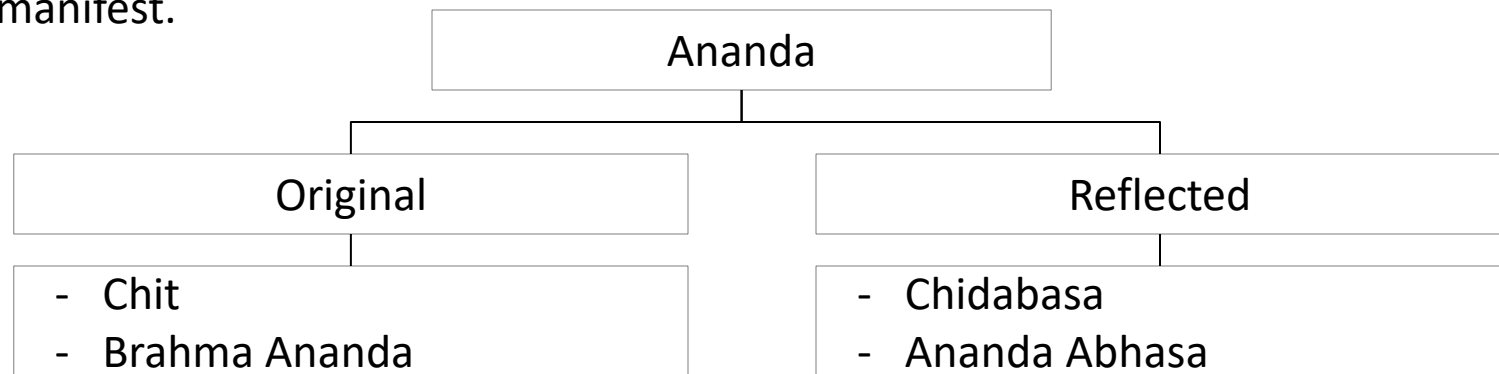 manifest.
Ananda
Original
Reflected
- Chit
- Brahma Ananda
- Chidabasa
- Ananda Abhasa